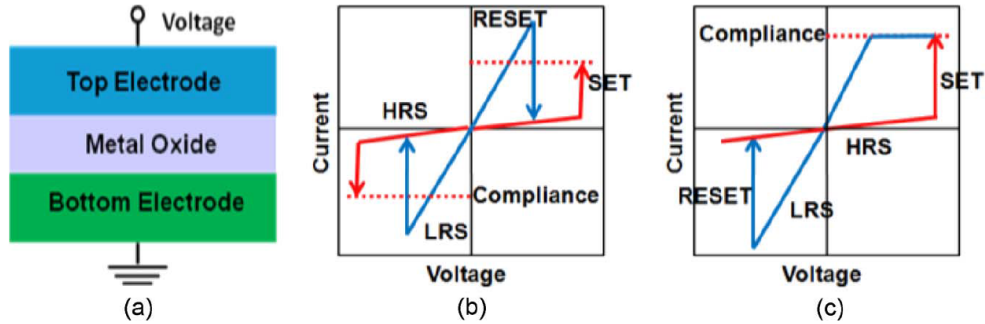 Voltage
Top Electrode
Metal Oxide
Bottom Electrode
(a)
RESET
SET
HRS
Current
Compliance
LRS
Voltage
(b)
Compliance
SET
Current
HRS
RESET
LRS
Voltage
(c)